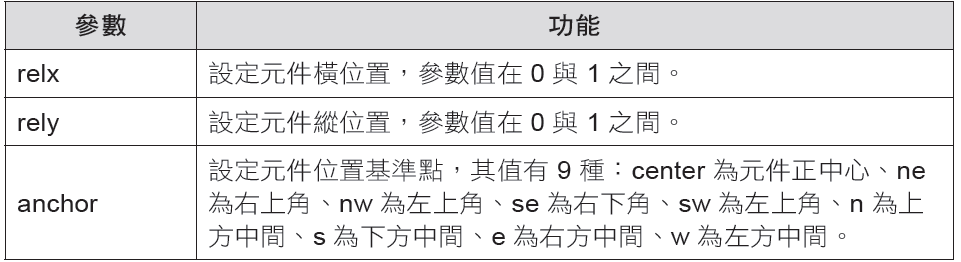 參數 功能
relx 設定元件橫位置，參數值在 0 與 1 之間。
rely 設定元件縱位置，參數值在 0 與 1 之間。
設定元件位置基準點，其值有 9 種：center 為元件正中心、ne
anchor 為右上角、nw 為左上角、se 為右下角、sw 為左上角、n 為上
方中間、s 為下方中間、e 為右方中間、w 為左方中間。